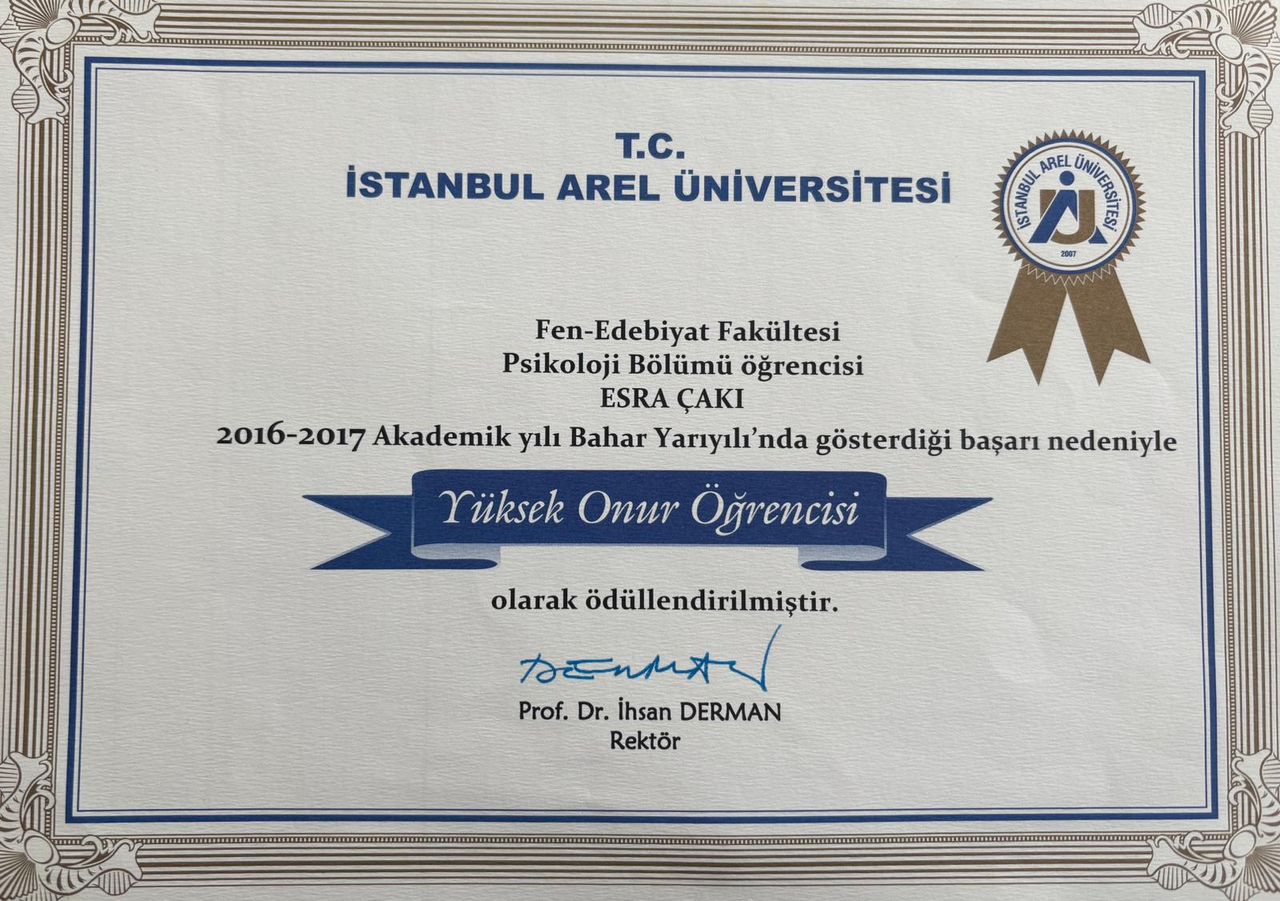 T.C.
İSTANBUL AREL ÜNİVERSİTESİ
İSTANBUL AREL ÜNİVERSİTESİ
2007
Fen-Edebiyat Fakültesi
Psikoloji Bölümü öğrencisi
ESRA ÇAKI
2016-2017 Akademik yılı Bahar Yarıyılı’nda gösterdiği başarı nedeniyle
Yüksek Onur Öğrencisi
olarak ödüllendirilmiştir.
DERMAN
Prof. Dr. İhsan DERMAN
Rektör